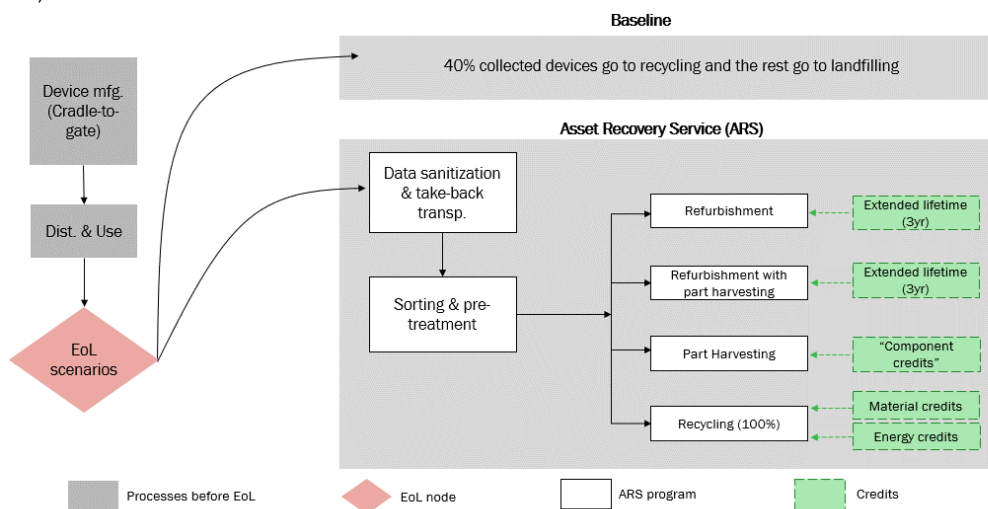 Baseline
40% collected devices go to recycling and the rest go to landfilling
Device mfg.
(Cradle-to-
gate)
Dist. & Use
EoL
scenarios
Asset Recovery Service (ARS)
Data sanitization
& take-back
transp.
Sorting & pre-
treatment
Refurbishment
Extended lifetime
(3yr)
Refurbishment with
part harvesting
Extended lifetime
(3yr)
Part Harvesting
“Component
credits”
Recycling (100%)
Material credits
Energy credits
Processes before EoL
EoL node
ARS program
Credits